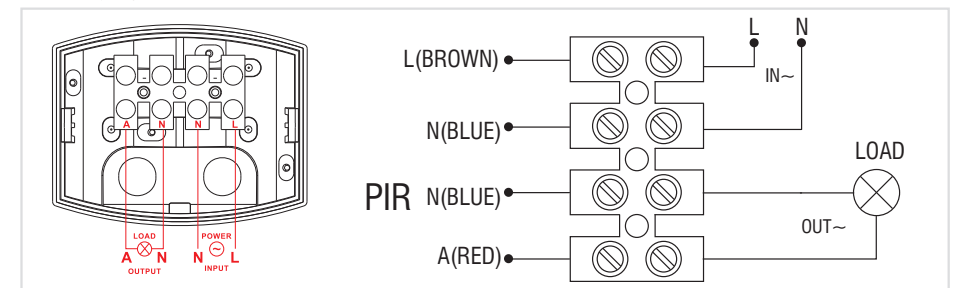 A N N L
LOAD
POWER
A N N L
OUTPUT
INPUT
L(BROWN)
N(BLUE)
PIR N(BLUE)
A(RED)
L N
IN~
LOAD
OUT~